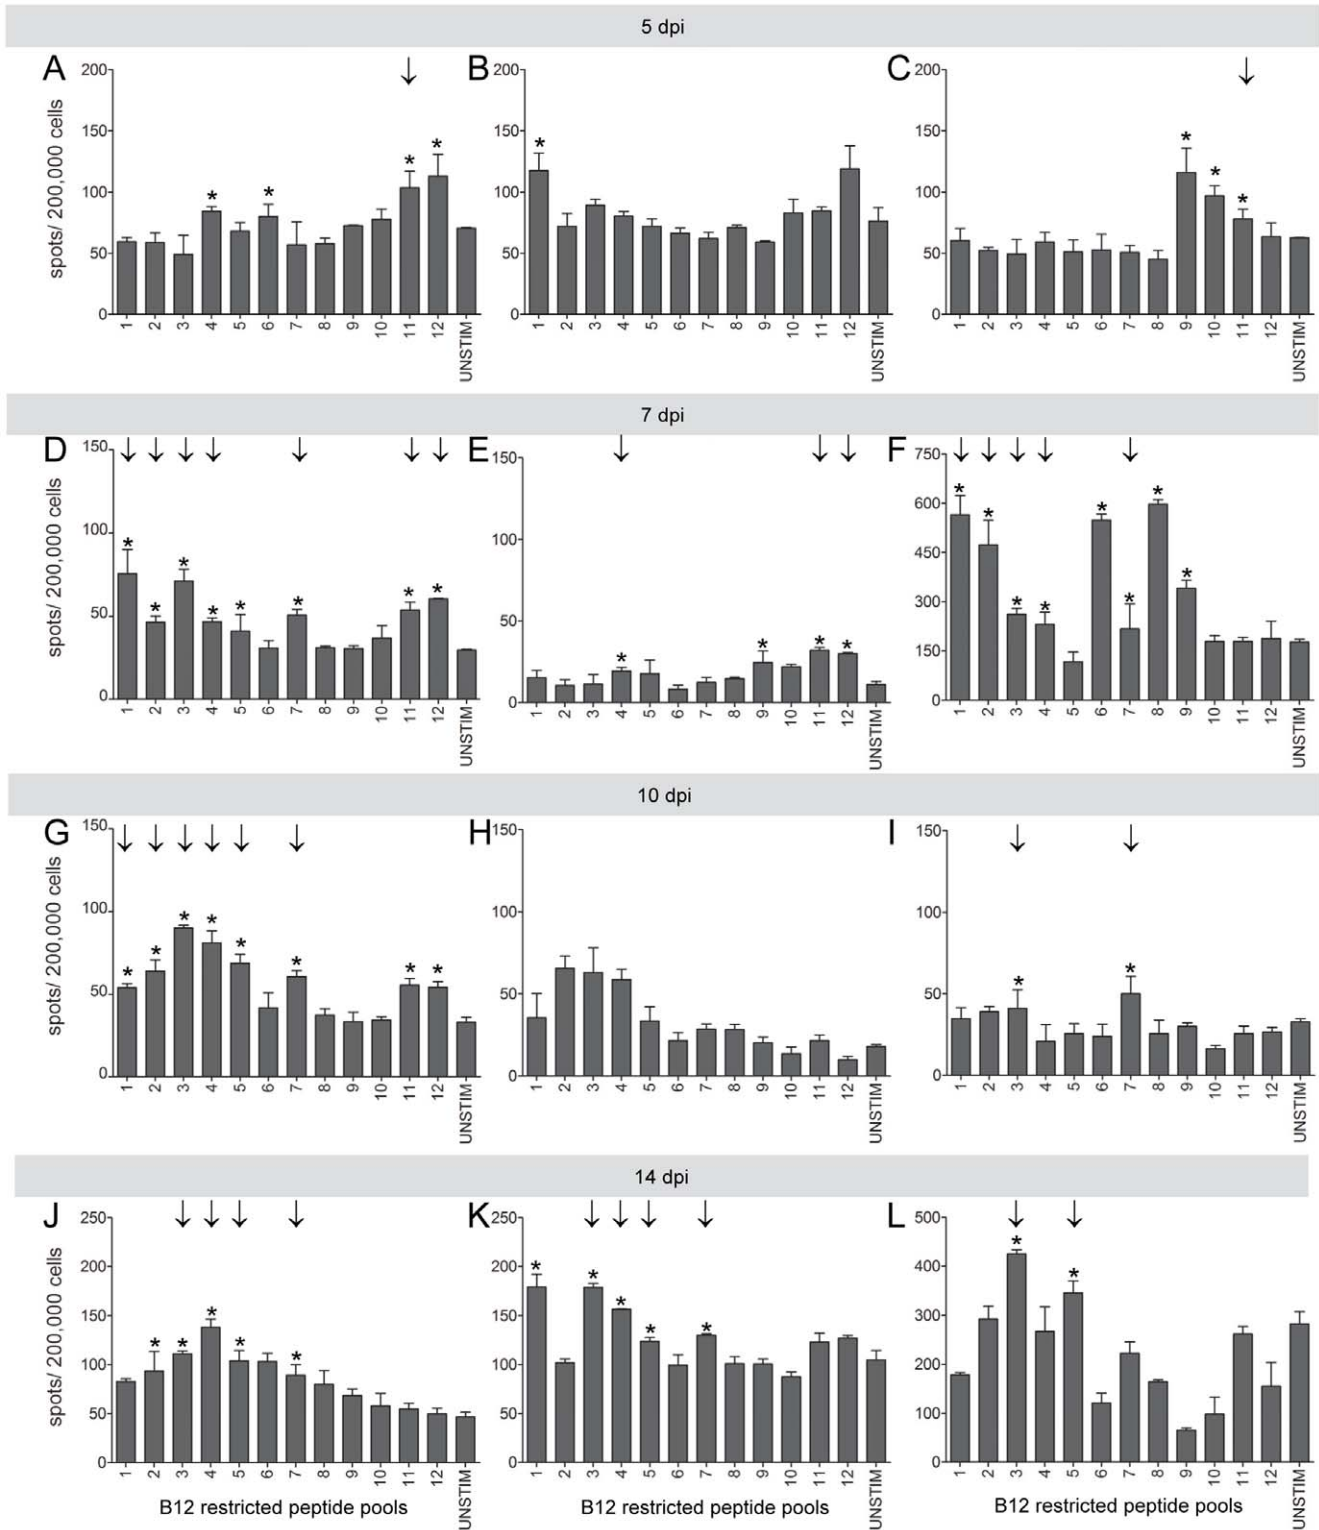 5 dpi
A
spots/ 200,000 cells
200
150
100
50
0
* * * *
1 2 3 4 5 6 7 8 9 10 11 12 UNSTIM
B
200
150
100
50
0
*
1 2 3 4 5 6 7 8 9 10 11 12 UNSTIM
C
200
150
100
50
0
* * *
1 2 3 4 5 6 7 8 9 10 11 12 UNSTIM
7 dpi
D
spots/ 200,000 cells
150
100
50
0
* * * * * * * *
1 2 3 4 5 6 7 8 9 10 11 12 UNSTIM
E
150
100
50
0
* * * *
1 2 3 4 5 6 7 8 9 10 11 12 UNSTIM
F
750
600
450
300
150
0
* * * * * * * *
1 2 3 4 5 6 7 8 9 10 11 12 UNSTIM
10 dpi
G
spots/ 200,000 cells
150
100
50
0
* * * * * * * *
1 2 3 4 5 6 7 8 9 10 11 12 UNSTIM
H
150
100
50
0
1 2 3 4 5 6 7 8 9 10 11 12 UNSTIM
I
150
100
50
0
* *
1 2 3 4 5 6 7 8 9 10 11 12 UNSTIM
14 dpi
J
spots/ 200,000 cells
250
200
150
100
50
0
* * * * *
1 2 3 4 5 6 7 8 9 10 11 12 UNSTIM
B12 restricted peptide pools
K
250
200
150
100
50
0
* * * * *
1 2 3 4 5 6 7 8 9 10 11 12 UNSTIM
B12 restricted peptide pools
L
500
400
300
200
100
0
* *
1 2 3 4 5 6 7 8 9 10 11 12 UNSTIM
B12 restricted peptide pools